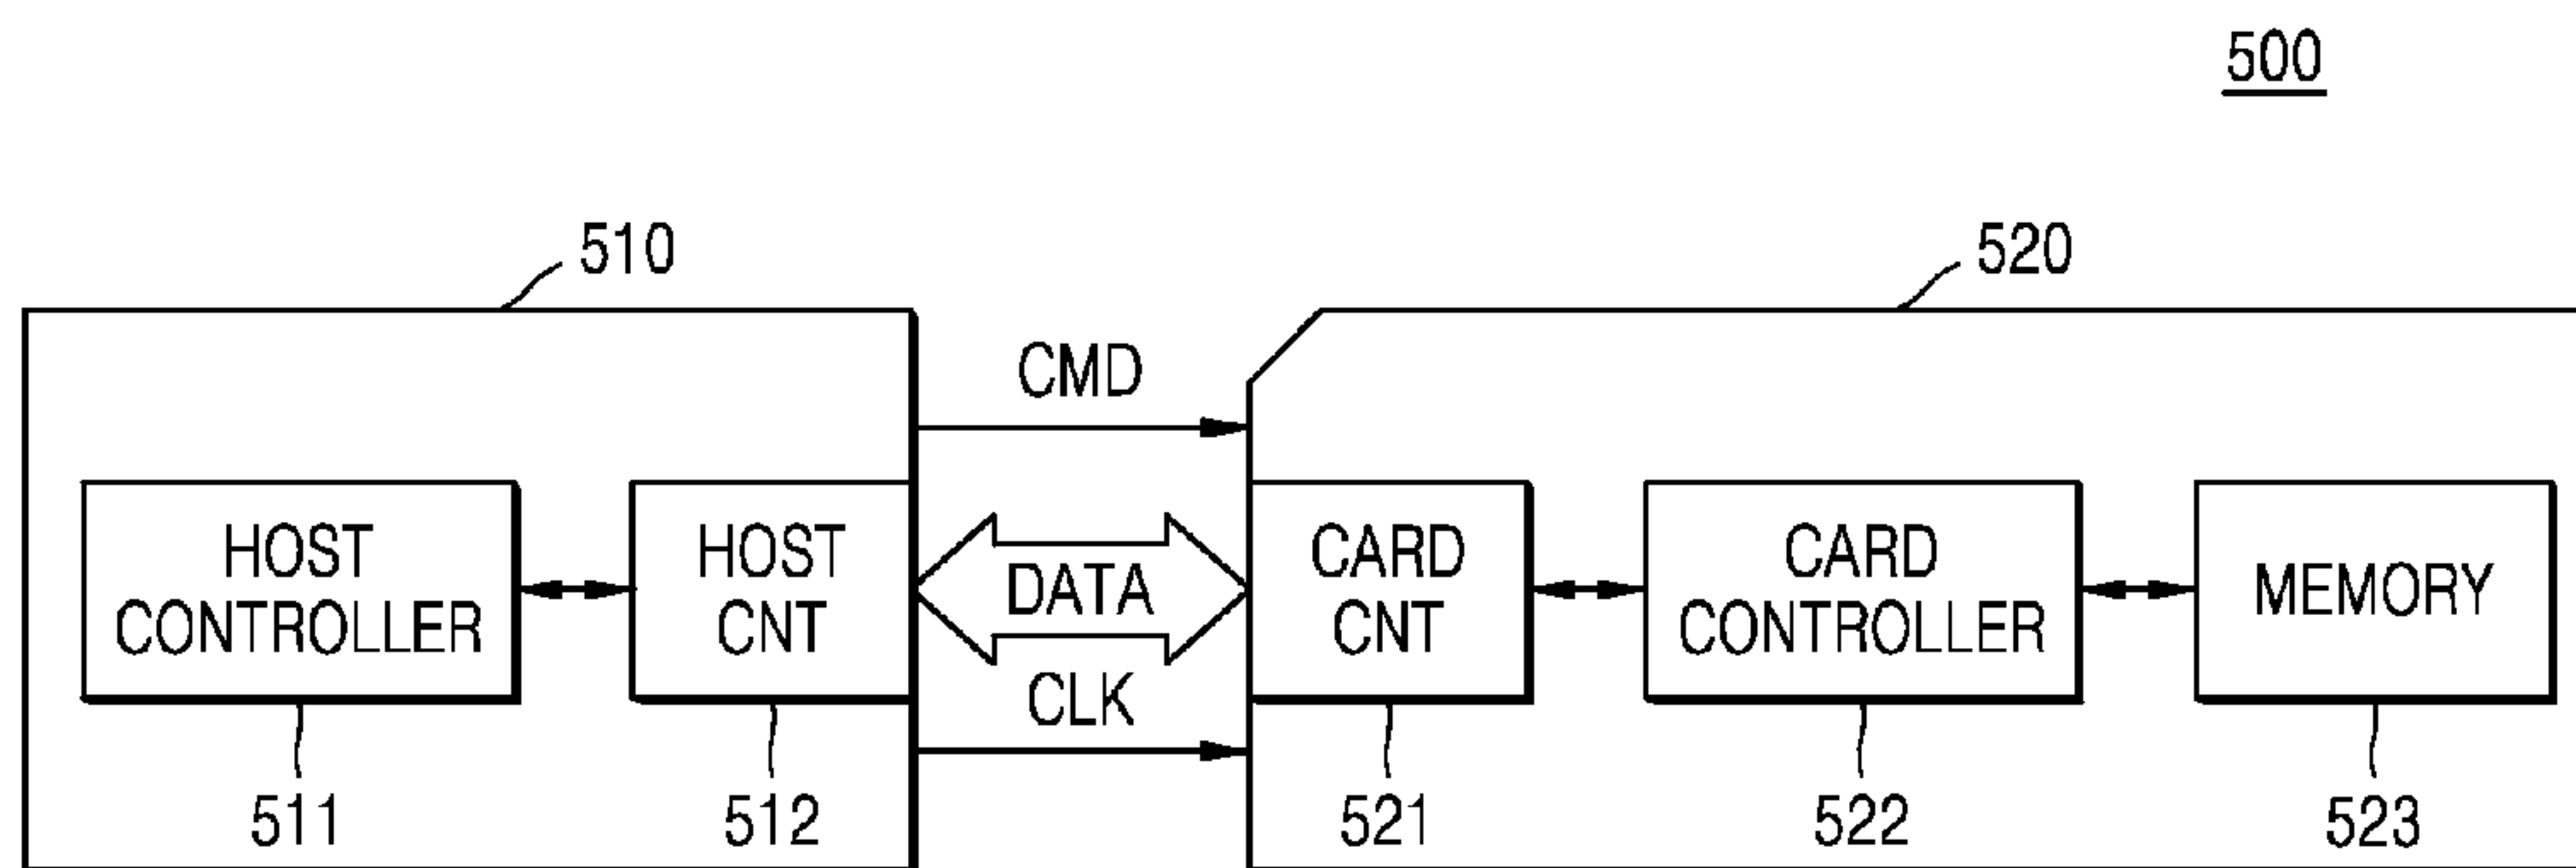 500
510
520
CMD
HOST
CONTROLLER
HOST
CNT
DATA
CARD
CNT
CARD
CONTROLLER
MEMORY
CLK
511
512
521
522
523